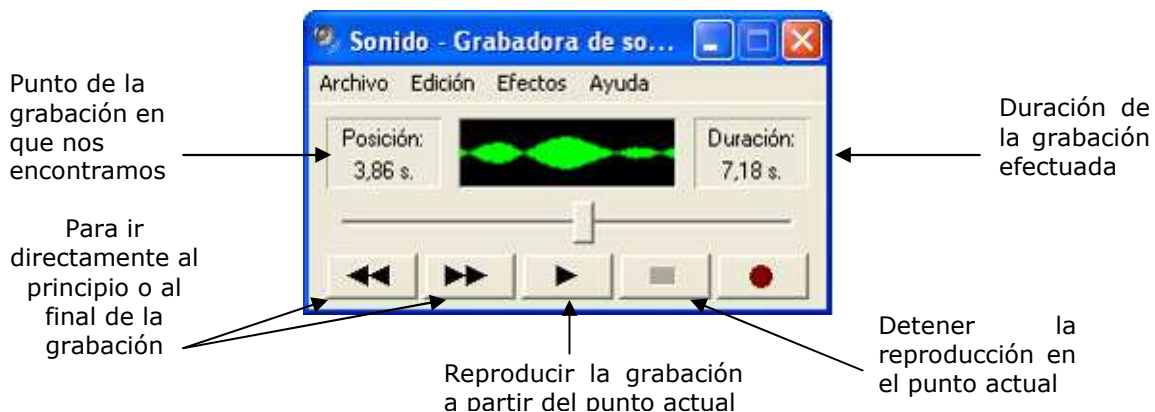 Sonido - Grabadora de so...
Archivo Edición Efectos Ayuda
Punto de la
grabación en
que nos
encontramos
Posición:
3,86 s.
Duración:
7,18 s.
Duración de
la grabación
efectuada
Para ir
directamente al
principio o al
final de la
grabación
Reproducir la grabación
a partir del punto actual
Detener la
reproducción en
el punto actual